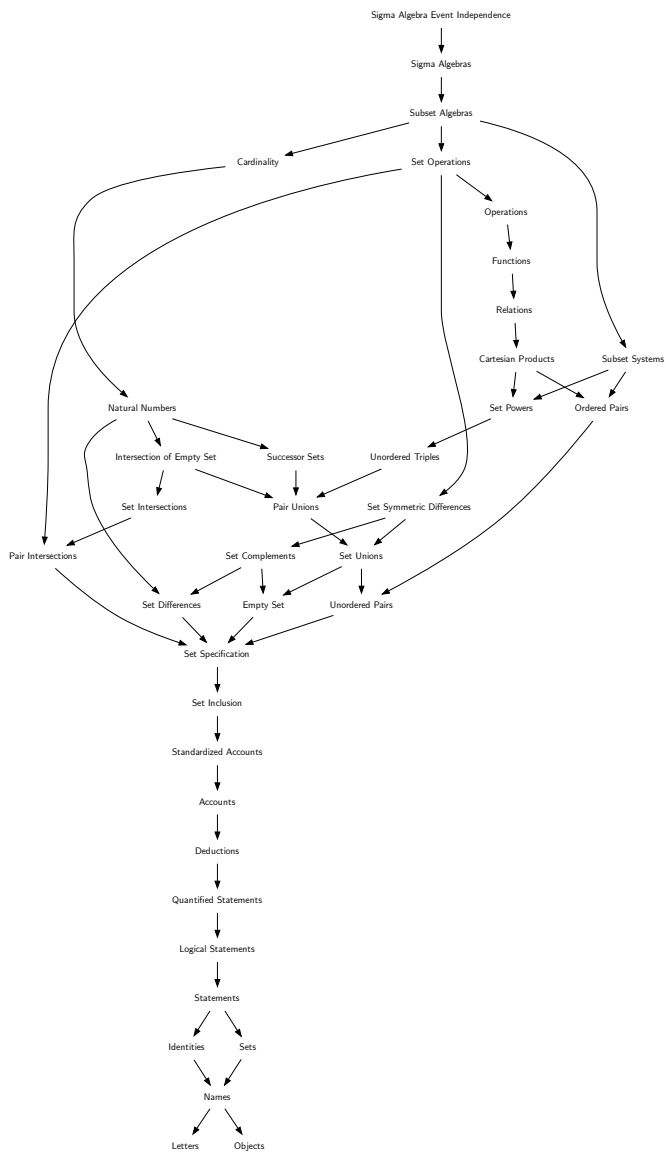 Sigma Algebra Event Independence
Sigma Algebras
Subset Algebras
Cardinality
Set Operations
Operations
Functions
Relations
Cartesian Products
Subset Systems
Natural Numbers
Set Powers
Ordered Pairs
Intersection of Empty Set
Successor Sets
Unordered Triples
Set Intersections
Pair Unions
Set Symmetric Differences
Pair Intersections
Set Complements
Set Unions
Set Differences
Empty Set
Unordered Pairs
Set Specification
Set Inclusion
Standardized Accounts
Accounts
Deductions
Quantified Statements
Logical Statements
Statements
Identities
Sets
Names
Letters
Objects